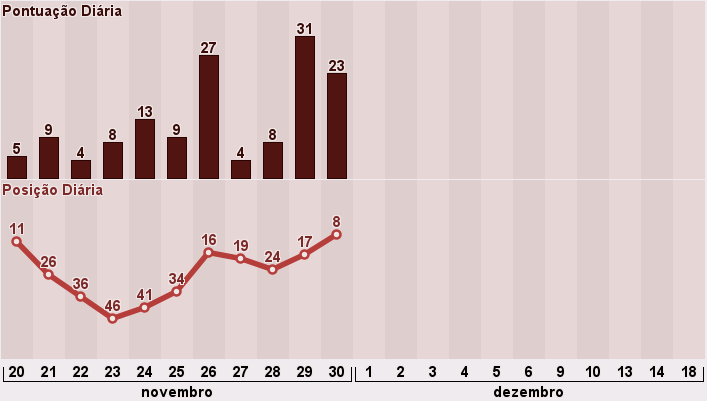 Pontuação Diária
5 9 4 8 13 9 27 4 8 31 23
Posição Diária
11 26 36 46 41 34 16 19 24 17 8
20 21 22 23 24 25 26 27 28 29 30 1 2 3 4 5 6 9 10 13 14 18
novembro dezembro